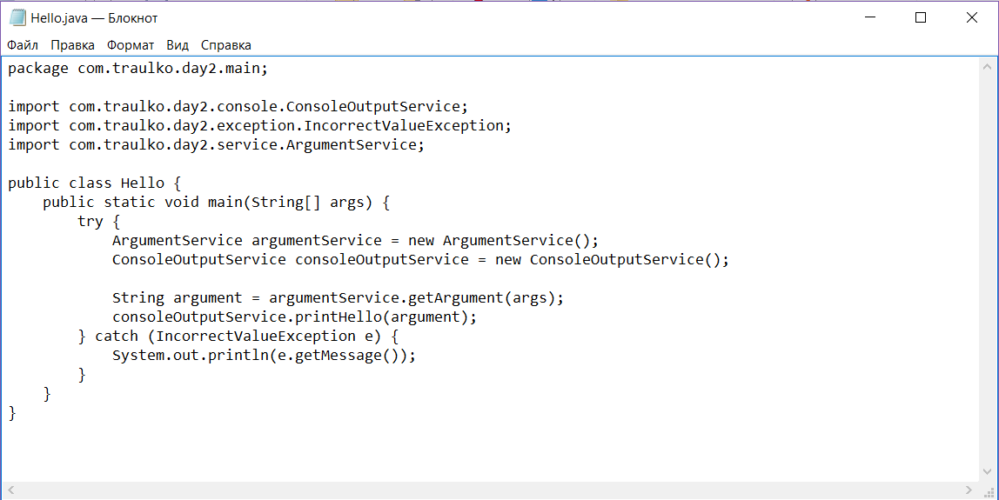 Hello.java — Блокнот
Файл Правка Формат Вид Справка
package com.traulko.day2.main;

import com.traulko.day2.console.ConsoleOutputService;
import com.traulko.day2.exception.IncorrectValueException;
import com.traulko.day2.service.ArgumentService;

public class Hello {
    public static void main(String[] args) {
        try {
            ArgumentService argumentService = new ArgumentService();
            ConsoleOutputService consoleOutputService = new ConsoleOutputService();

            String argument = argumentService.getArgument(args);
            consoleOutputService.printHello(argument);
        } catch (IncorrectValueException e) {
            System.out.println(e.getMessage());
        }
    }
}